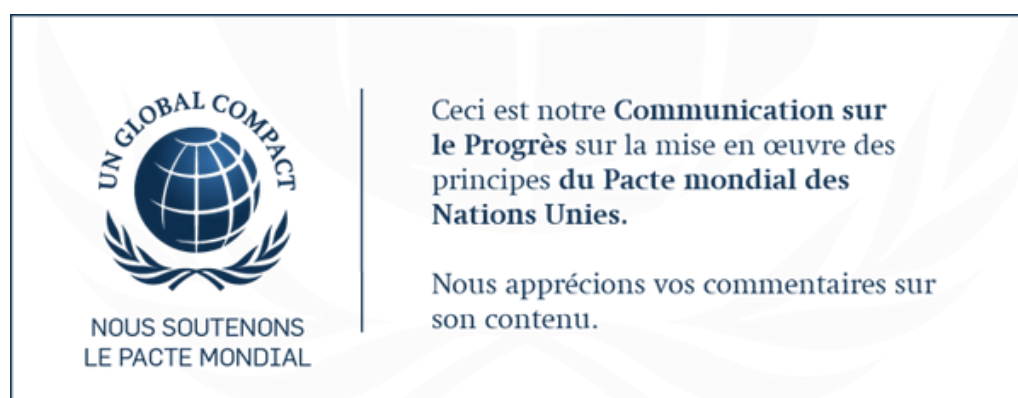 UN GLOBAL COMPACT
NOUS SOUTENONS
LE PACTE MONDIAL
Ceci est notre Communication sur
le Progrès sur la mise en œuvre des
principes du Pacte mondial des
Nations Unies.
Nous apprécions vos commentaires sur
son contenu.